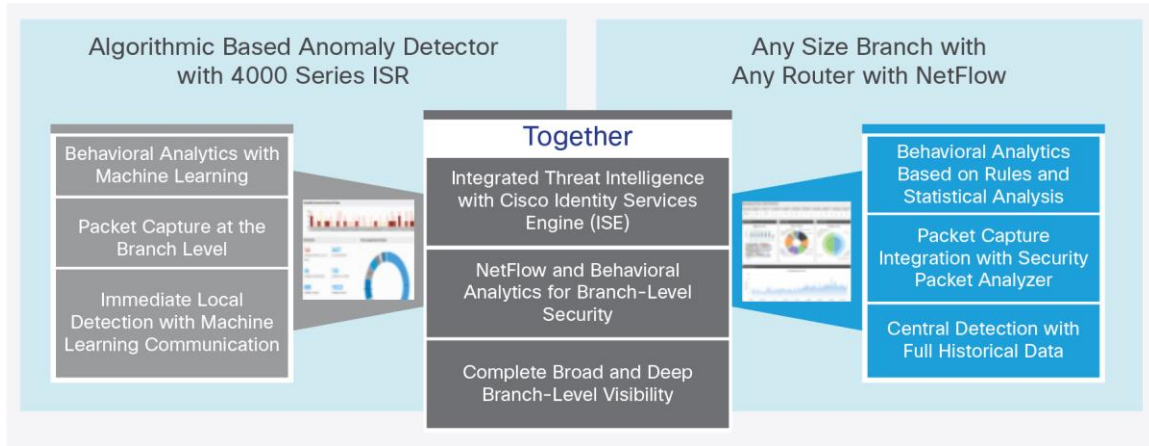 Algorithmic Based Anomaly Detector
with 4000 Series ISR
Behavioral Analytics with
Machine Learning
Packet Capture at the
Branch Level
Immediate Local
Detection with Machine
Learning Communication
Together
Integrated Threat Intelligence
with Cisco Identity Services
Engine (ISE)
NetFlow and Behavioral
Analytics for Branch-Level
Security
Complete Broad and Deep
Branch-Level Visibility
Any Size Branch with
Any Router with NetFlow
Behavioral Analytics
Based on Rules and
Statistical Analysis
Packet Capture
Integration with Security
Packet Analyzer
Central Detection with
Full Historical Data